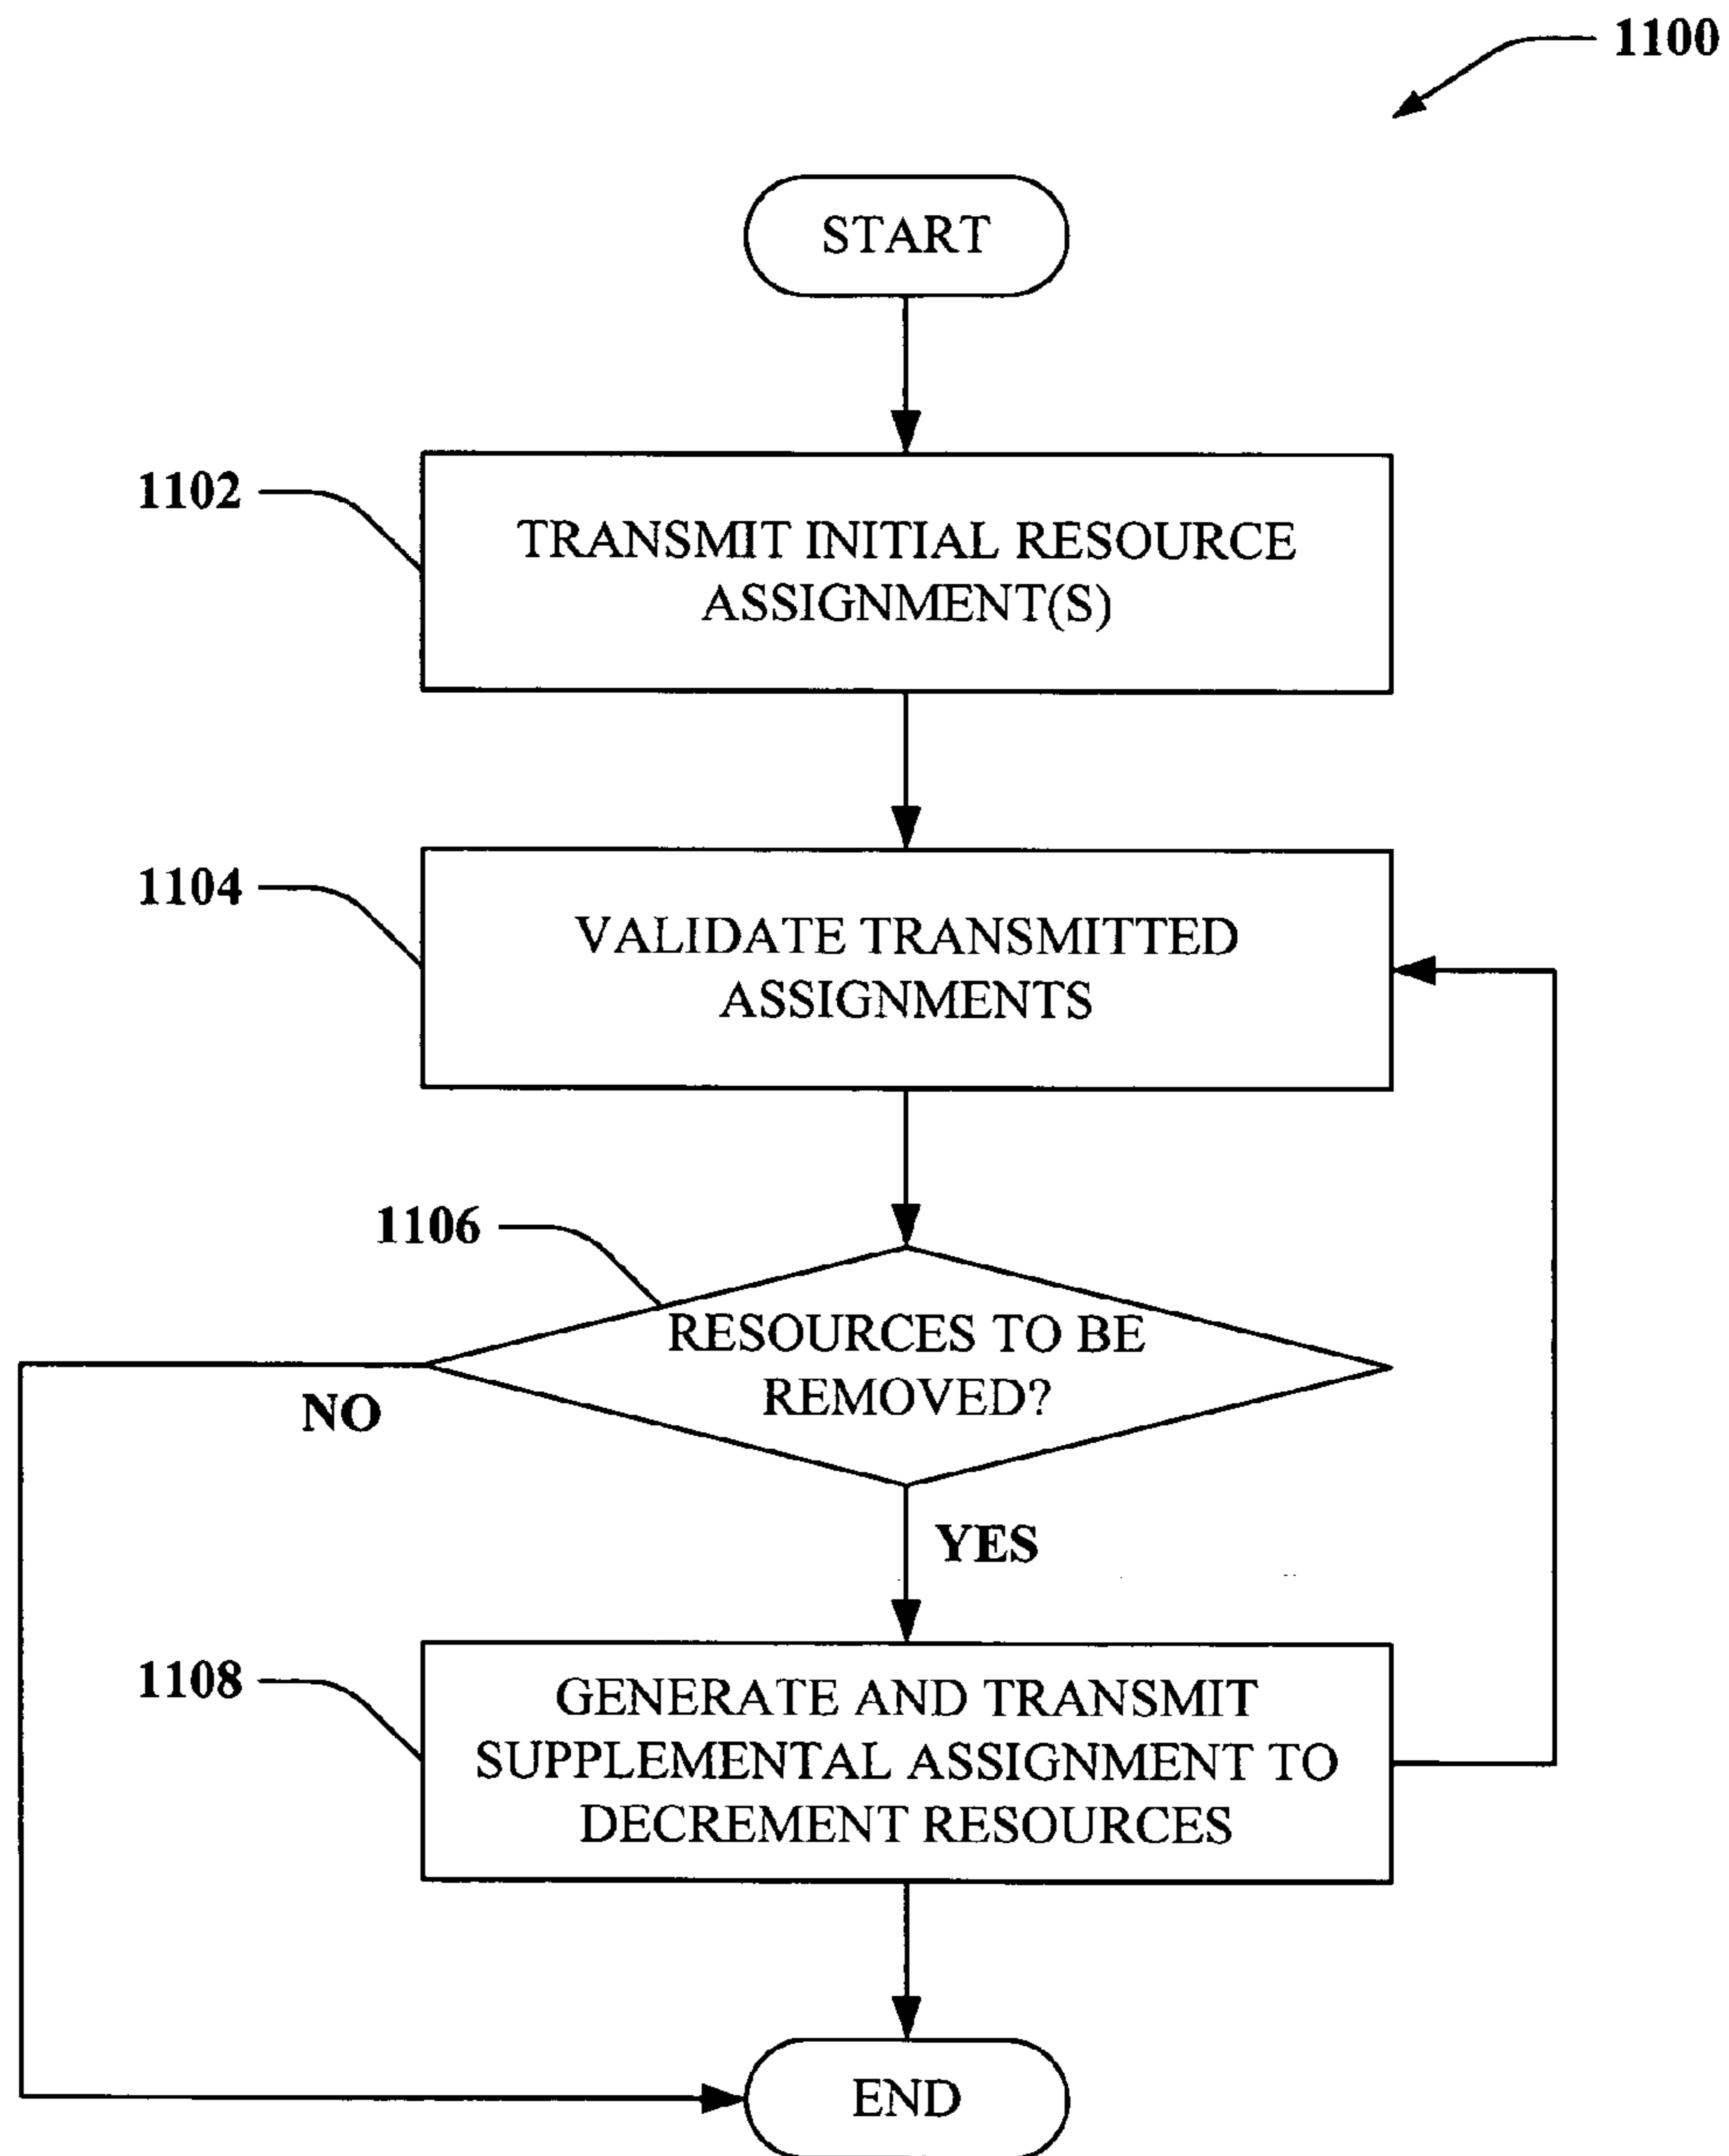 1100
START
1102
TRANSMIT INITIAL RESOURCE
ASSIGNMENT(S)
1104
VALIDATE TRANSMITTED
ASSIGNMENTS
1106
RESOURCES TO BE
REMOVED?
NO
YES
1108
GENERATE AND TRANSMIT
SUPPLEMENTAL ASSIGNMENT TO
DECREMENT RESOURCES
END